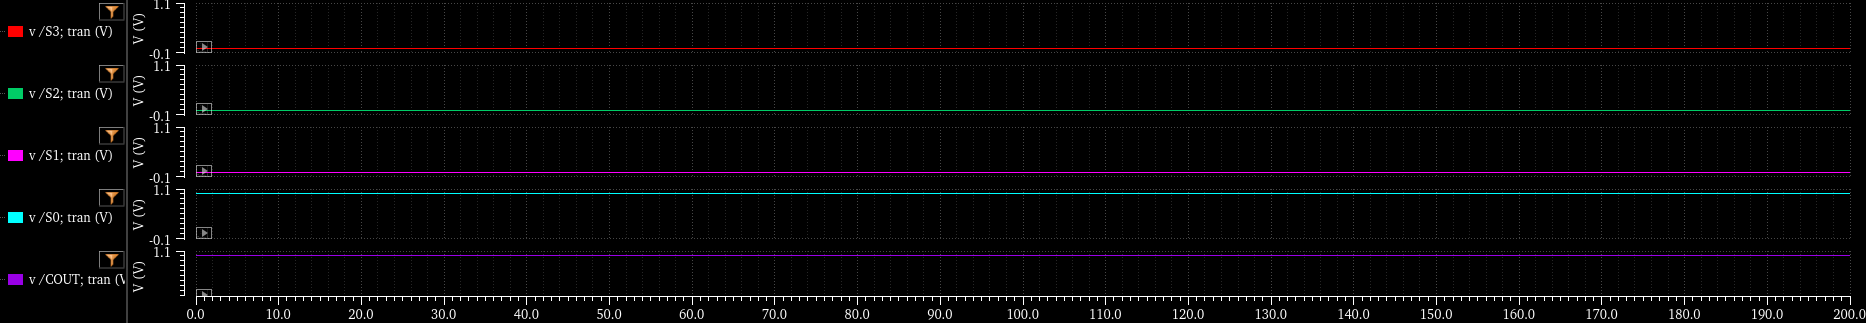 1.1
v /S3; tran (V)
V (V)
-0.1
1.1
v /S2; tran (V)
V (V)
-0.1
1.1
v /S1; tran (V)
V (V)
-0.1
1.1
v /S0; tran (V)
V (V)
-0.1
1.1
v /COUT; tran (V
V (V)
0.0 10.0 20.0 30.0 40.0 50.0 60.0 70.0 80.0 90.0 100.0 110.0 120.0 130.0 140.0 150.0 160.0 170.0 180.0 190.0 200.0